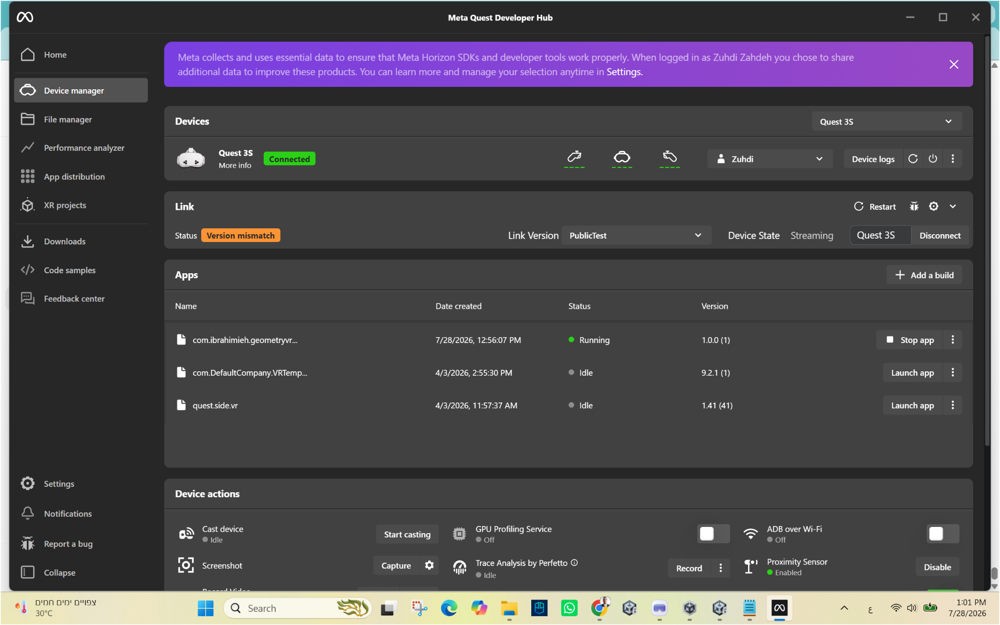 Meta Quest Developer Hub
Home
Device manager
File manager
Performance analyzer
App distribution
XR projects
Downloads
Code samples
Feedback center
Settings
Notifications
Report a bug
Collapse
Meta collects and uses essential data to ensure that Meta Horizon SDKs and developer tools work properly. When logged in as Zuhdi Zahdeh you chose to share
additional data to improve these products. You can learn more and manage your selection anytime in Settings.
Devices
Quest 3S
Quest 3S
More info
Connected
Zuhdi
Device logs
Link
Restart
Status Version mismatch
Link Version PublicTest
Device State Streaming
Quest 3S Disconnect
Apps
Add a build
Name Date created Status Version
com.ibrahimieh.geometryvr... 7/28/2026, 12:56:07 PM Running 1.0.0 (1) Stop app
com.DefaultCompany.VRTemp... 4/3/2026, 2:55:30 PM Idle 9.2.1 (1) Launch app
quest.side.vr 4/3/2026, 11:57:37 AM Idle 1.41 (41) Launch app
Device actions
Cast device
Idle
Start casting
GPU Profiling Service
Off
ADB over Wi-Fi
Off
Screenshot
Capture
Trace Analysis by Perfetto
Idle
Record
Proximity Sensor
Enabled
Disable
Record Video
צפויים ימים חמים
30°C
Search
ع
1:01 PM
7/28/2026